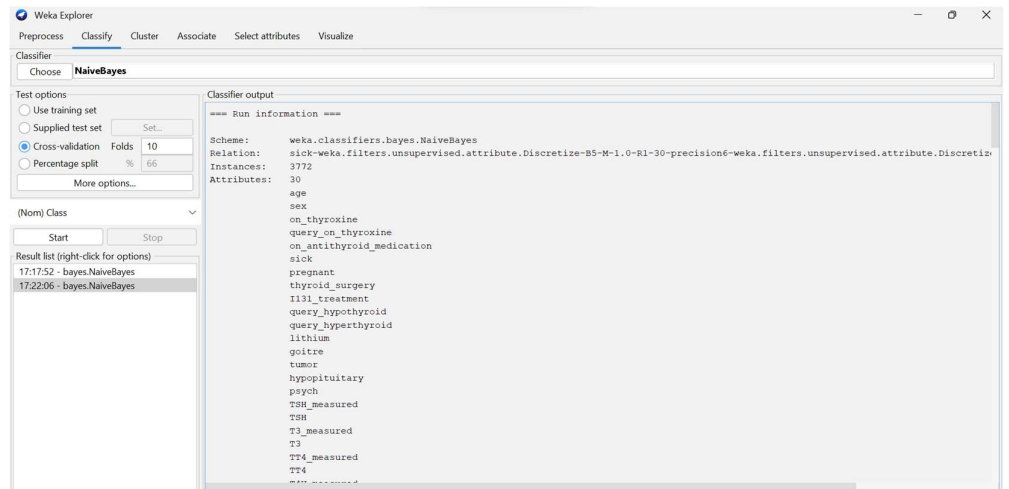 Weka Explorer
Preprocess Classify Cluster Associate Select attributes Visualize
Classifier
Choose NaiveBayes
Test options
Use training set
Supplied test set Set...
Cross-validation Folds 10
Percentage split % 66
More options...
(Nom) Class
Start Stop
Result list (right-click for options)
17:17:52 - bayes.NaiveBayes
17:22:06 - bayes.NaiveBayes
Classifier output
=== Run information ===
Scheme: weka.classifiers.bayes.NaiveBayes
Relation: sick-weka.filters.unsupervised.attribute.Discretize-B5-M-1.0-R1-30-precision6-weka.filters.unsupervised.attribute.Discretiz
Instances: 3772
Attributes: 30
age
sex
on_thyroxine
query_on_thyroxine
on_antithyroid_medication
sick
pregnant
thyroid_surgery
I131_treatment
query_hypothyroid
query_hyperthyroid
lithium
goitre
tumor
hypopituitary
psych
TSH_measured
TSH
T3_measured
T3
TT4_measured
TT4